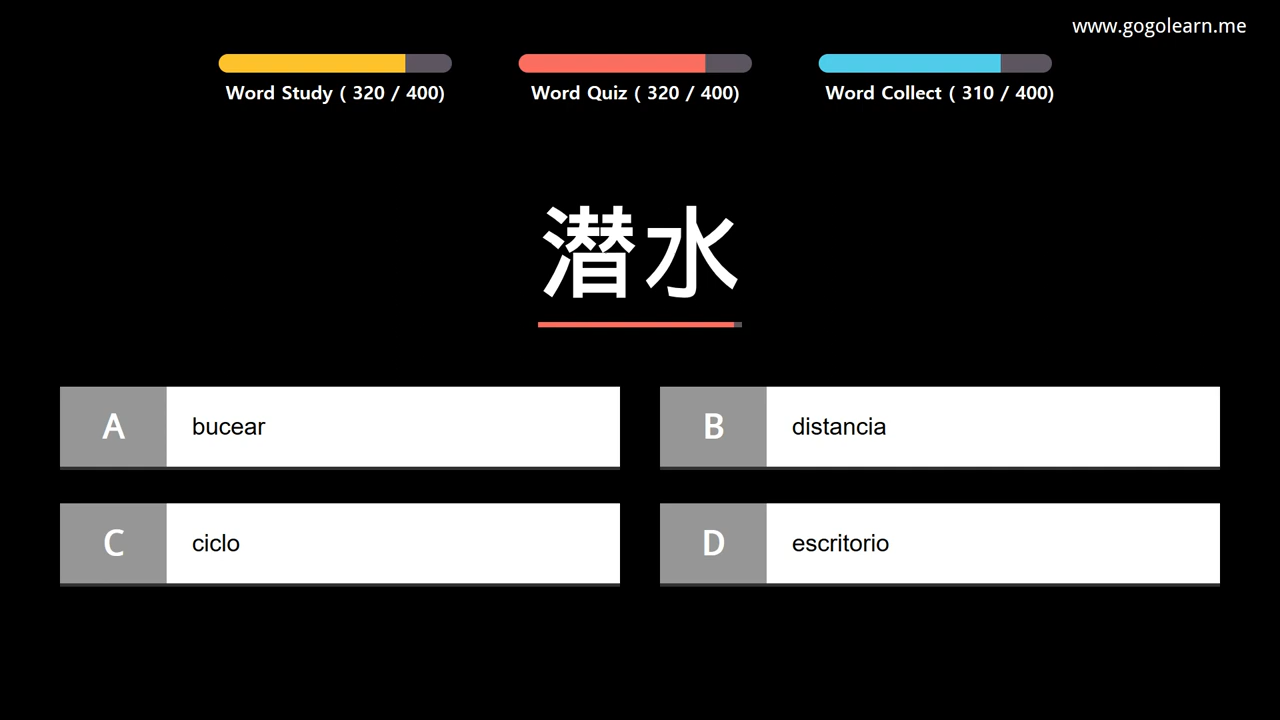 www.gogolearn.me
Word Study ( 320 / 400)
Word Quiz ( 320 / 400)
Word Collect ( 310 / 400)
潜水
A bucear
B distancia
C ciclo
D escritorio